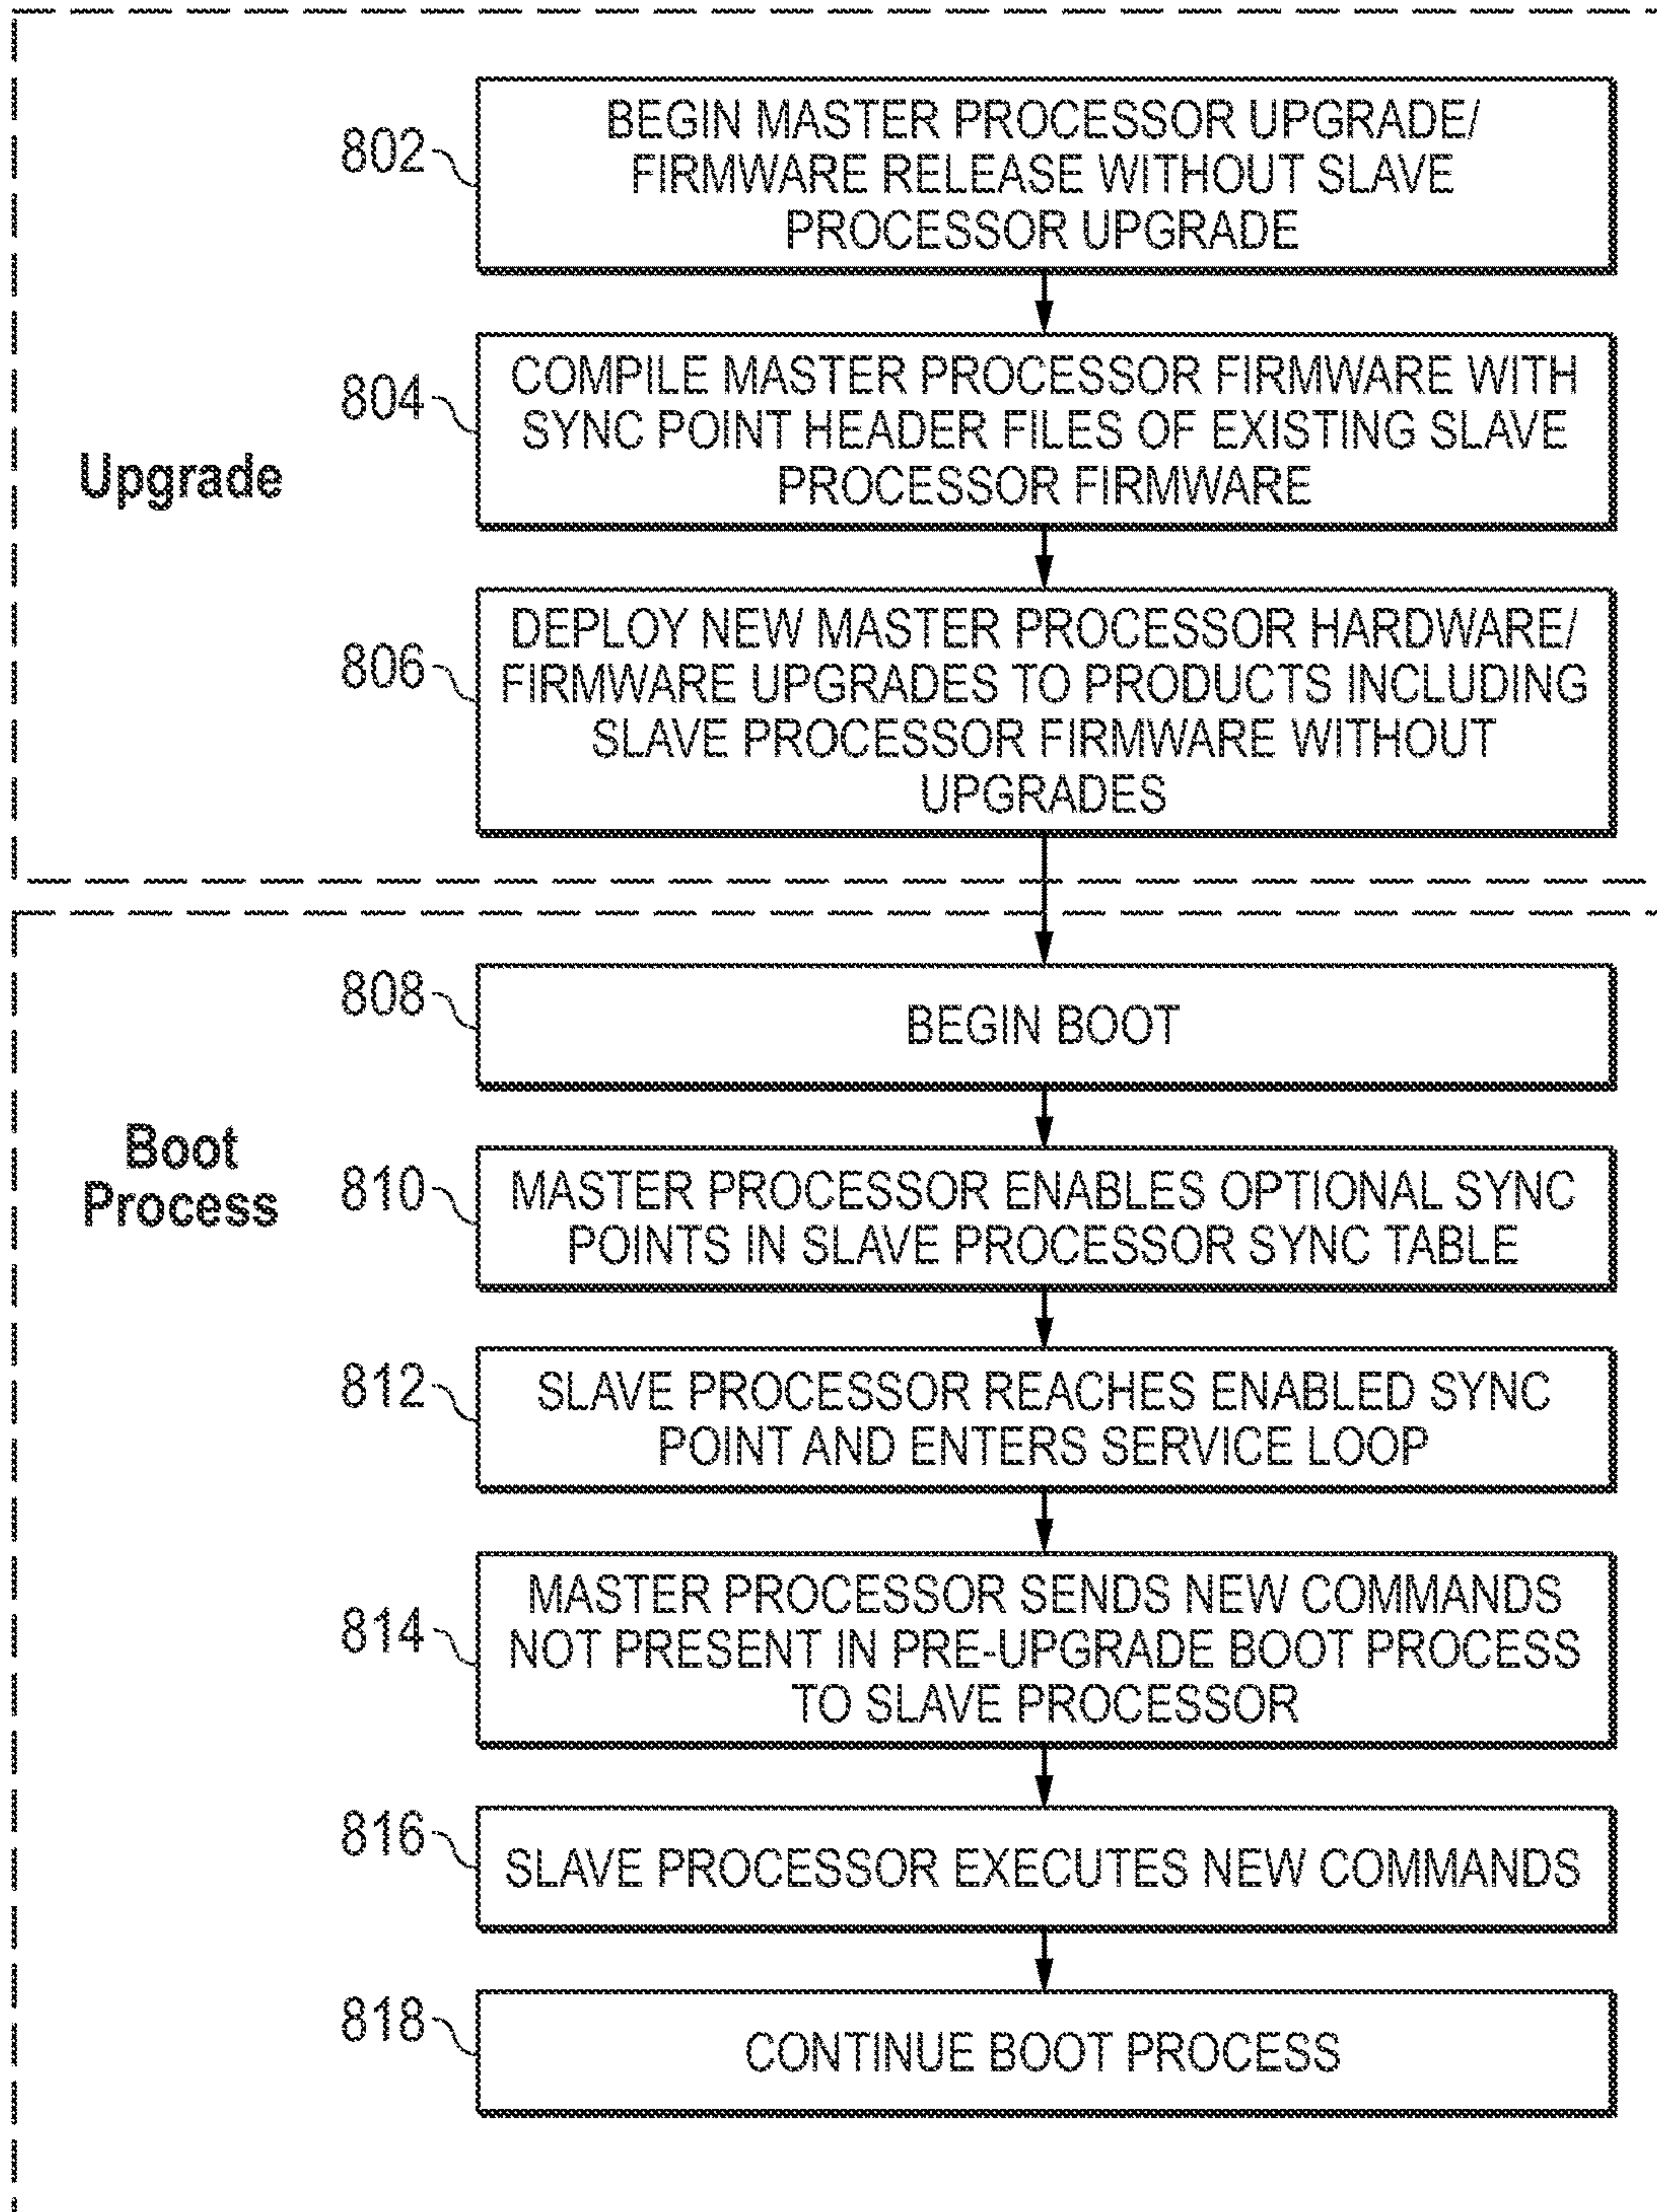 802
BEGIN MASTER PROCESSOR UPGRADE/
FIRMWARE RELEASE WITHOUT SLAVE
PROCESSOR UPGRADE
804
COMPILE MASTER PROCESSOR FIRMWARE WITH
SYNC POINT HEADER FILES OF EXISTING SLAVE
PROCESSOR FIRMWARE
Upgrade
806
DEPLOY NEW MASTER PROCESSOR HARDWARE/
FIRMWARE UPGRADES TO PRODUCTS INCLUDING
SLAVE PROCESSOR FIRMWARE WITHOUT
UPGRADES
808
BEGIN BOOT
Boot
Process
810
MASTER PROCESSOR ENABLES OPTIONAL SYNC
POINTS IN SLAVE PROCESSOR SYNC TABLE
812
SLAVE PROCESSOR REACHES ENABLED SYNC
POINT AND ENTERS SERVICE LOOP
814
MASTER PROCESSOR SENDS NEW COMMANDS
NOT PRESENT IN PRE-UPGRADE BOOT PROCESS
TO SLAVE PROCESSOR
816
SLAVE PROCESSOR EXECUTES NEW COMMANDS
818
CONTINUE BOOT PROCESS